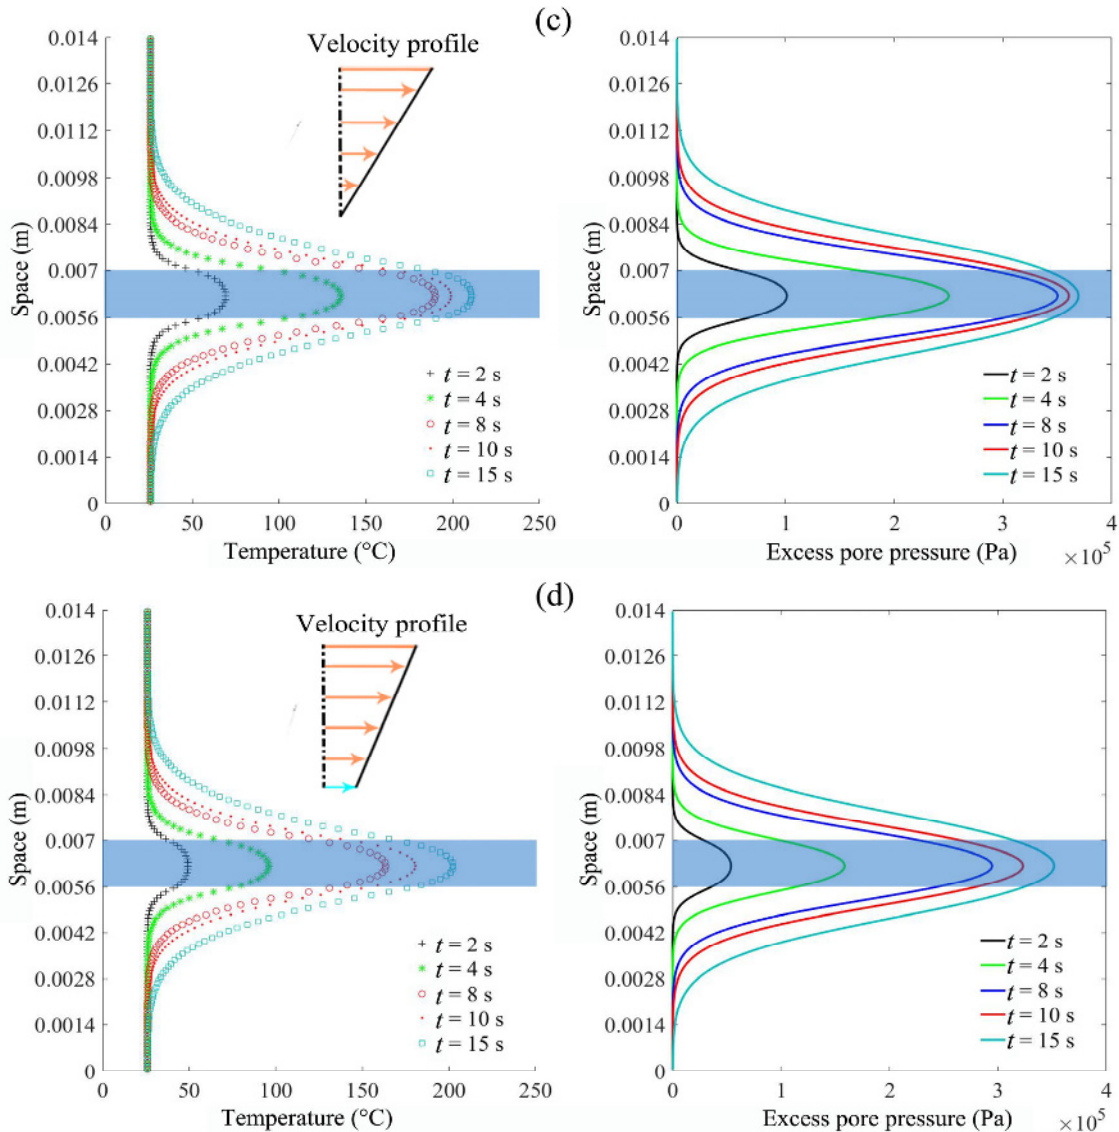 (c)
Velocity profile
0.014
0.0126
0.0112
0.0098
0.0084
0.007
0.0056
0.0042
0.0028
0.0014
0
Space (m)
t = 2 s
t = 4 s
t = 8 s
t = 10 s
t = 15 s
0 50 100 150 200 250
Temperature (°C)
0.014
0.0126
0.0112
0.0098
0.0084
0.007
0.0056
0.0042
0.0028
0.0014
0
Space (m)
t = 2 s
t = 4 s
t = 8 s
t = 10 s
t = 15 s
0 1 2 3 4
Excess pore pressure (Pa) ×10⁵
(d)
Velocity profile
0.014
0.0126
0.0112
0.0098
0.0084
0.007
0.0056
0.0042
0.0028
0.0014
0
Space (m)
t = 2 s
t = 4 s
t = 8 s
t = 10 s
t = 15 s
50 100 150 200 250
Temperature (°C)
0.014
0.0126
0.0112
0.0098
0.0084
0.007
0.0056
0.0042
0.0028
0.0014
0
Space (m)
t = 2 s
t = 4 s
t = 8 s
t = 10 s
t = 15 s
0 1 2 3 4
Excess pore pressure (Pa) ×10⁵